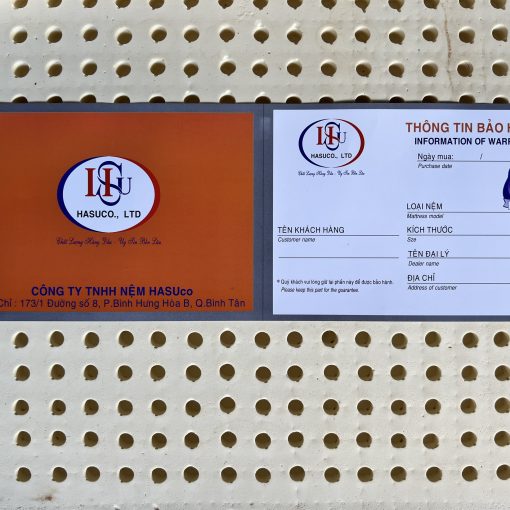 HSU
HASUCO., LTD
Chất Lượng Hàng Đầu - Uy Tín Bền Lâu
CÔNG TY TNHH NỆM HASUco
Chỉ : 173/1 Đường số 8, P.Bình Hưng Hòa B, Q.Bình Tân
HSU
HASUCO., LTD
Chất Lượng Hàng Đầu - Uy Tín Bền Lâu
THÔNG TIN BẢO H
INFORMATION OF WARR
Ngày mua: /
Purchase date
LOẠI NỆM
Mattress model
TÊN KHÁCH HÀNG
Customer name
KÍCH THƯỚC
Size
TÊN ĐẠI LÝ
Dealer name
ĐỊA CHỈ
Address of customer
* Quý khách vui lòng giữ lại phần này để được bảo hành.
Please keep this part for the guarantee.